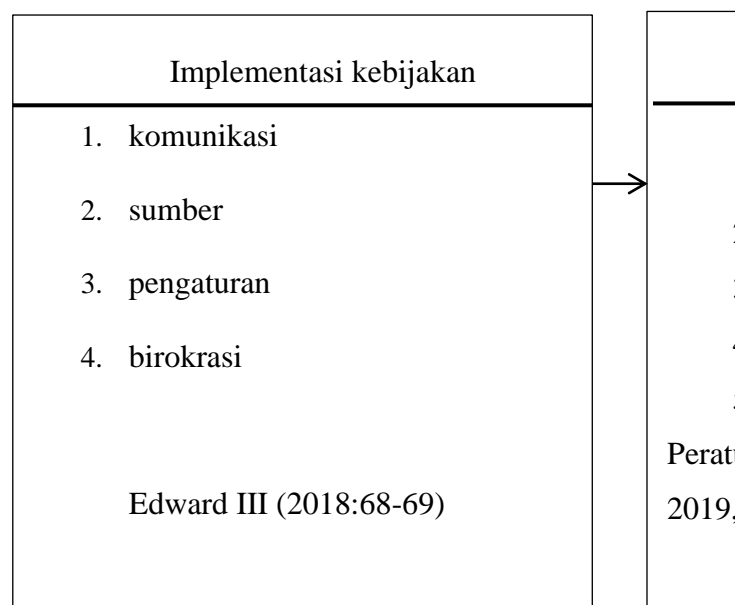 Implementasi kebijakan
1. komunikasi
2. sumber
3. pengaturan
4. birokrasi
Edward III (2018:68-69)
2019,